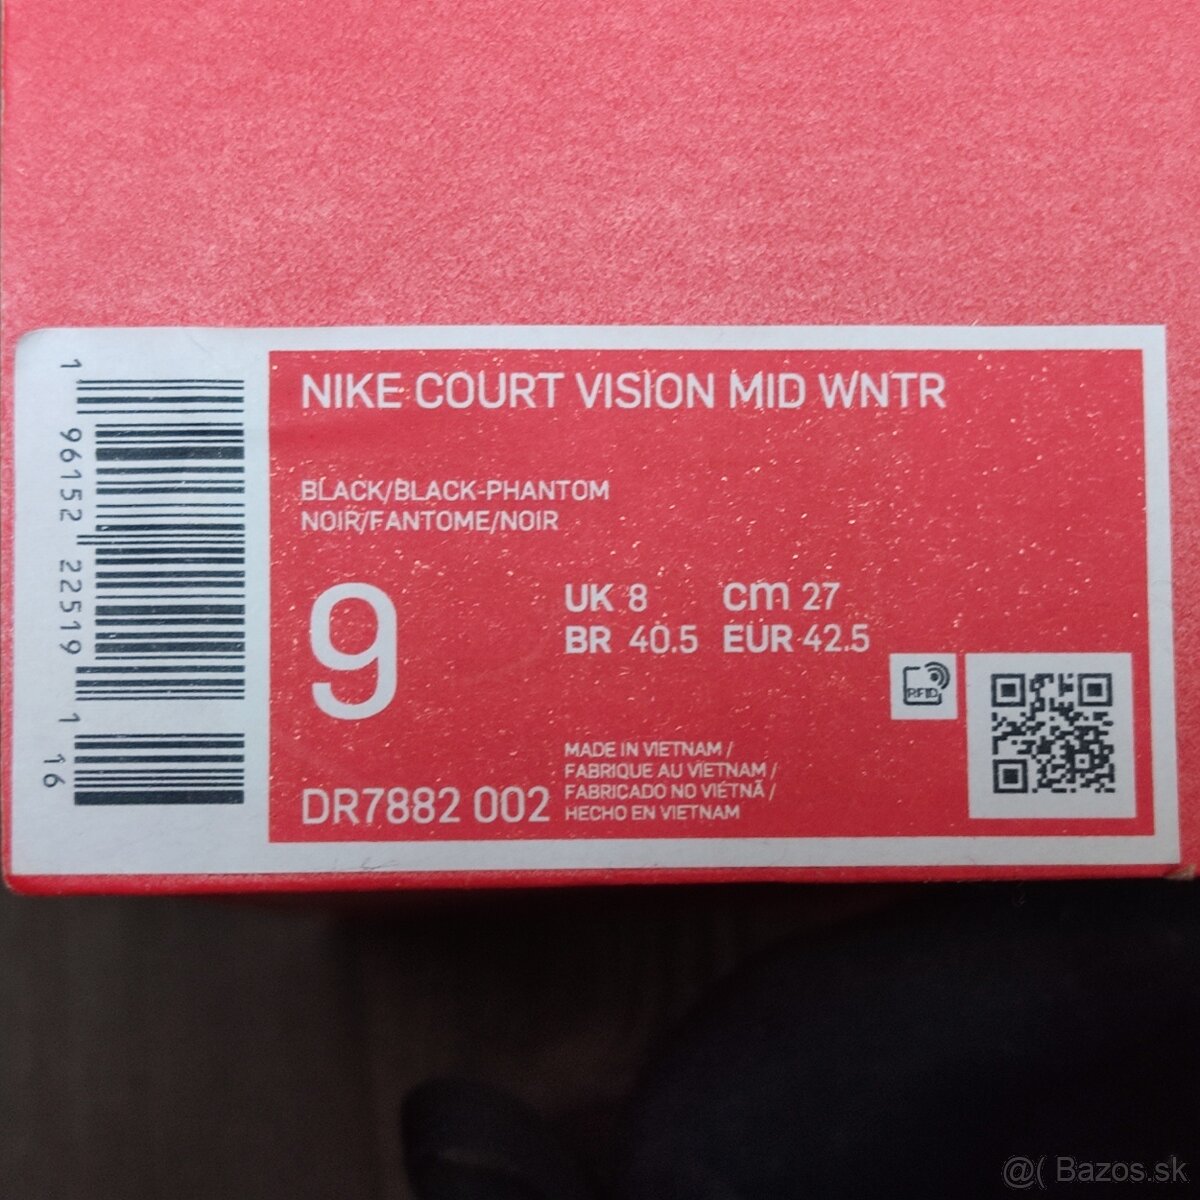 NIKE COURT VISION MID WNTR
BLACK/BLACK-PHANTOM
NOIR/FANTOME/NOIR
9
UK 8 cm 27
BR 40.5 EUR 42.5
RFID
DR7882 002
MADE IN VIETNAM /
FABRIQUE AU VIETNAM /
FABRICADO NO VIETNÃ /
HECHO EN VIETNAM
1 96152 22519 1 16
@( Bazos.sk